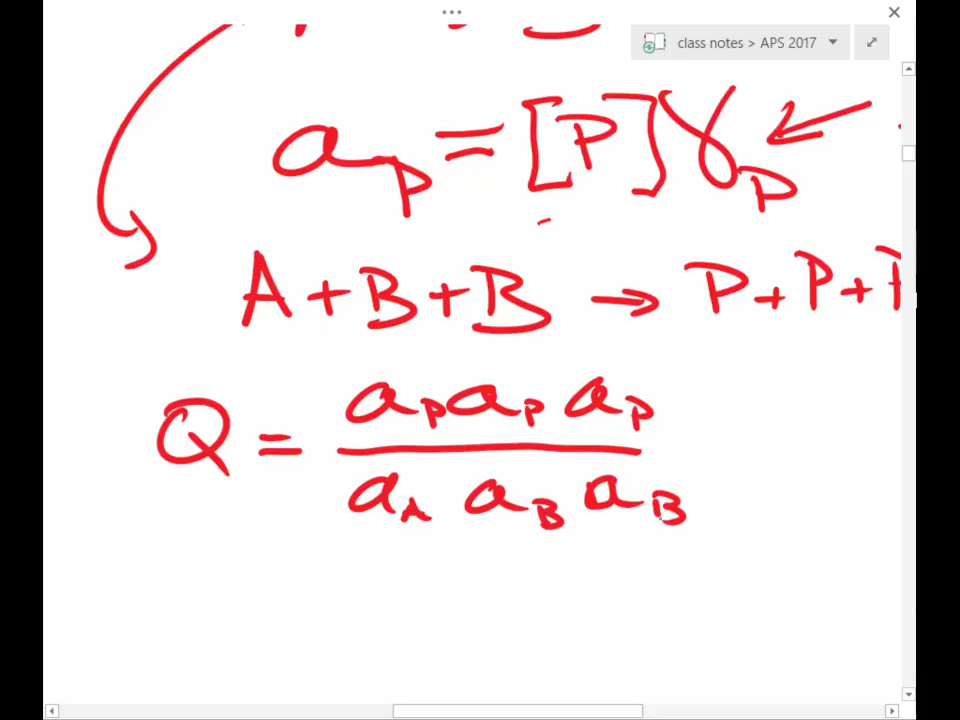 class notes > APS 2017
a_P = [P]γ_P
A + B + B → P + P +
Q = a_P a_P a_P / a_A a_B a_B